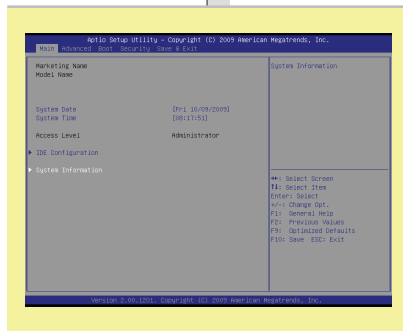 Aptio Setup Utility – Copyright (C) 2009 American Megatrends, Inc.
Main Advanced Boot Security Save & Exit
Marketing Name
Model Name
System Date [Fri 10/09/2009]
System Time [08:17:51]
Access Level Administrator
IDE Configuration
System Information
System Information
→←: Select Screen
↑↓: Select Item
Enter: Select
+/-: Change Opt.
F1: General Help
F2: Previous Values
F9: Optimized Defaults
F10: Save ESC: Exit
Version 2.00.1201. Copyright (C) 2009 American Megatrends, Inc.